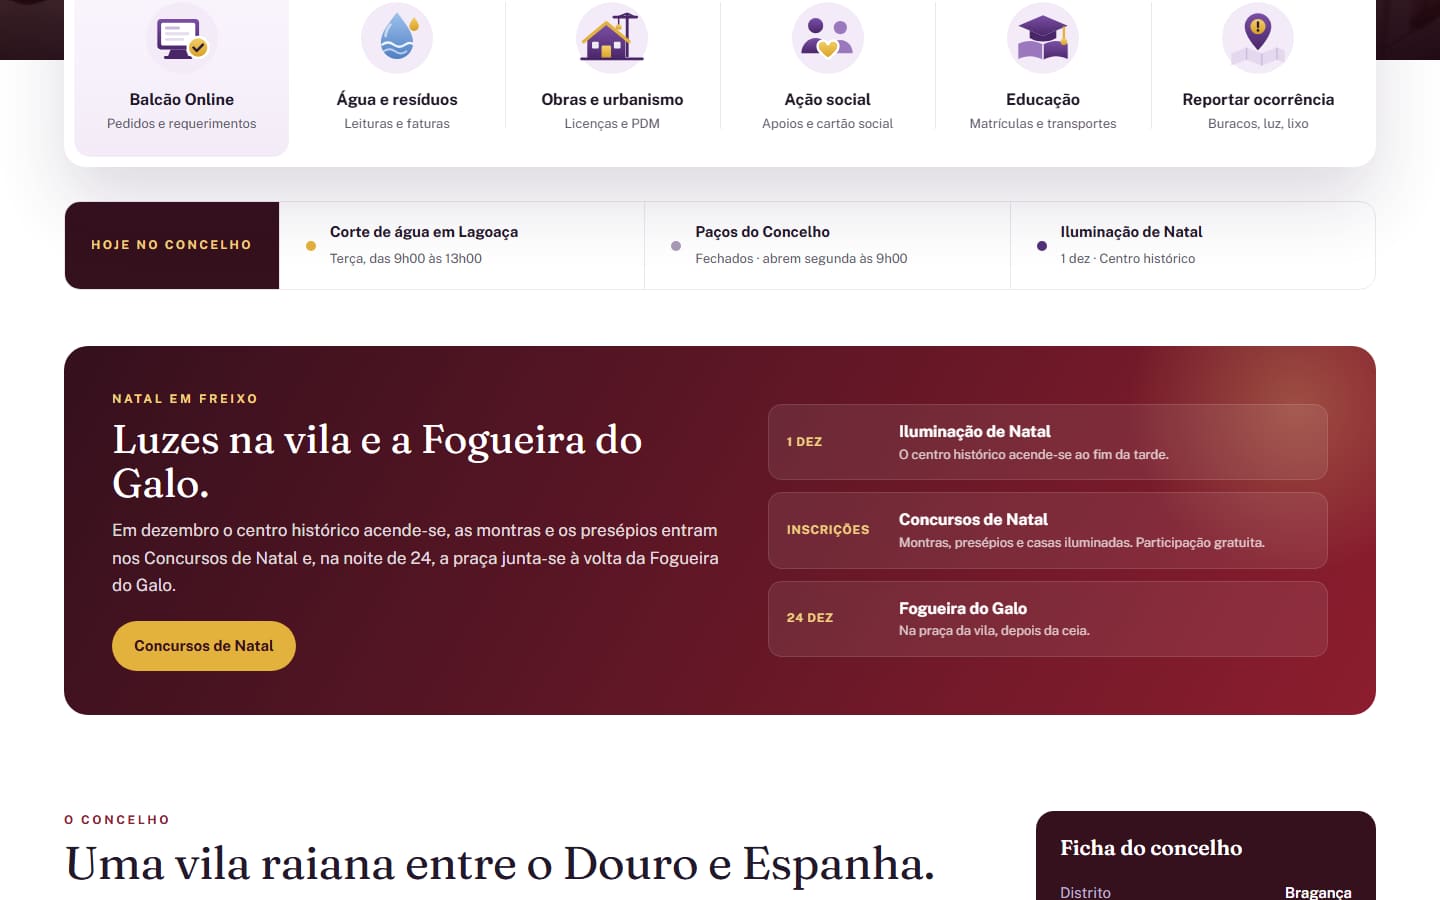 Balcão Online
Pedidos e requerimentos
Água e resíduos
Leituras e faturas
Obras e urbanismo
Licenças e PDM
Ação social
Apoios e cartão social
Educação
Matrículas e transportes
Reportar ocorrência
Buracos, luz, lixo
HOJE NO CONCELHO
Corte de água em Lagoaça
Terça, das 9h00 às 13h00
Paços do Concelho
Fechados · abrem segunda às 9h00
Iluminação de Natal
1 dez · Centro histórico
NATAL EM FREIXO
Luzes na vila e a Fogueira do
Galo.
Em dezembro o centro histórico acende-se, as montras e os presépios entram
nos Concursos de Natal e, na noite de 24, a praça junta-se à volta da Fogueira
do Galo.
Concursos de Natal
1 DEZ
Iluminação de Natal
O centro histórico acende-se ao fim da tarde.
INSCRIÇÕES
Concursos de Natal
Montras, presépios e casas iluminadas. Participação gratuita.
24 DEZ
Fogueira do Galo
Na praça da vila, depois da ceia.
O CONCELHO
Uma vila raiana entre o Douro e Espanha.
Ficha do concelho
Distrito
Bragança